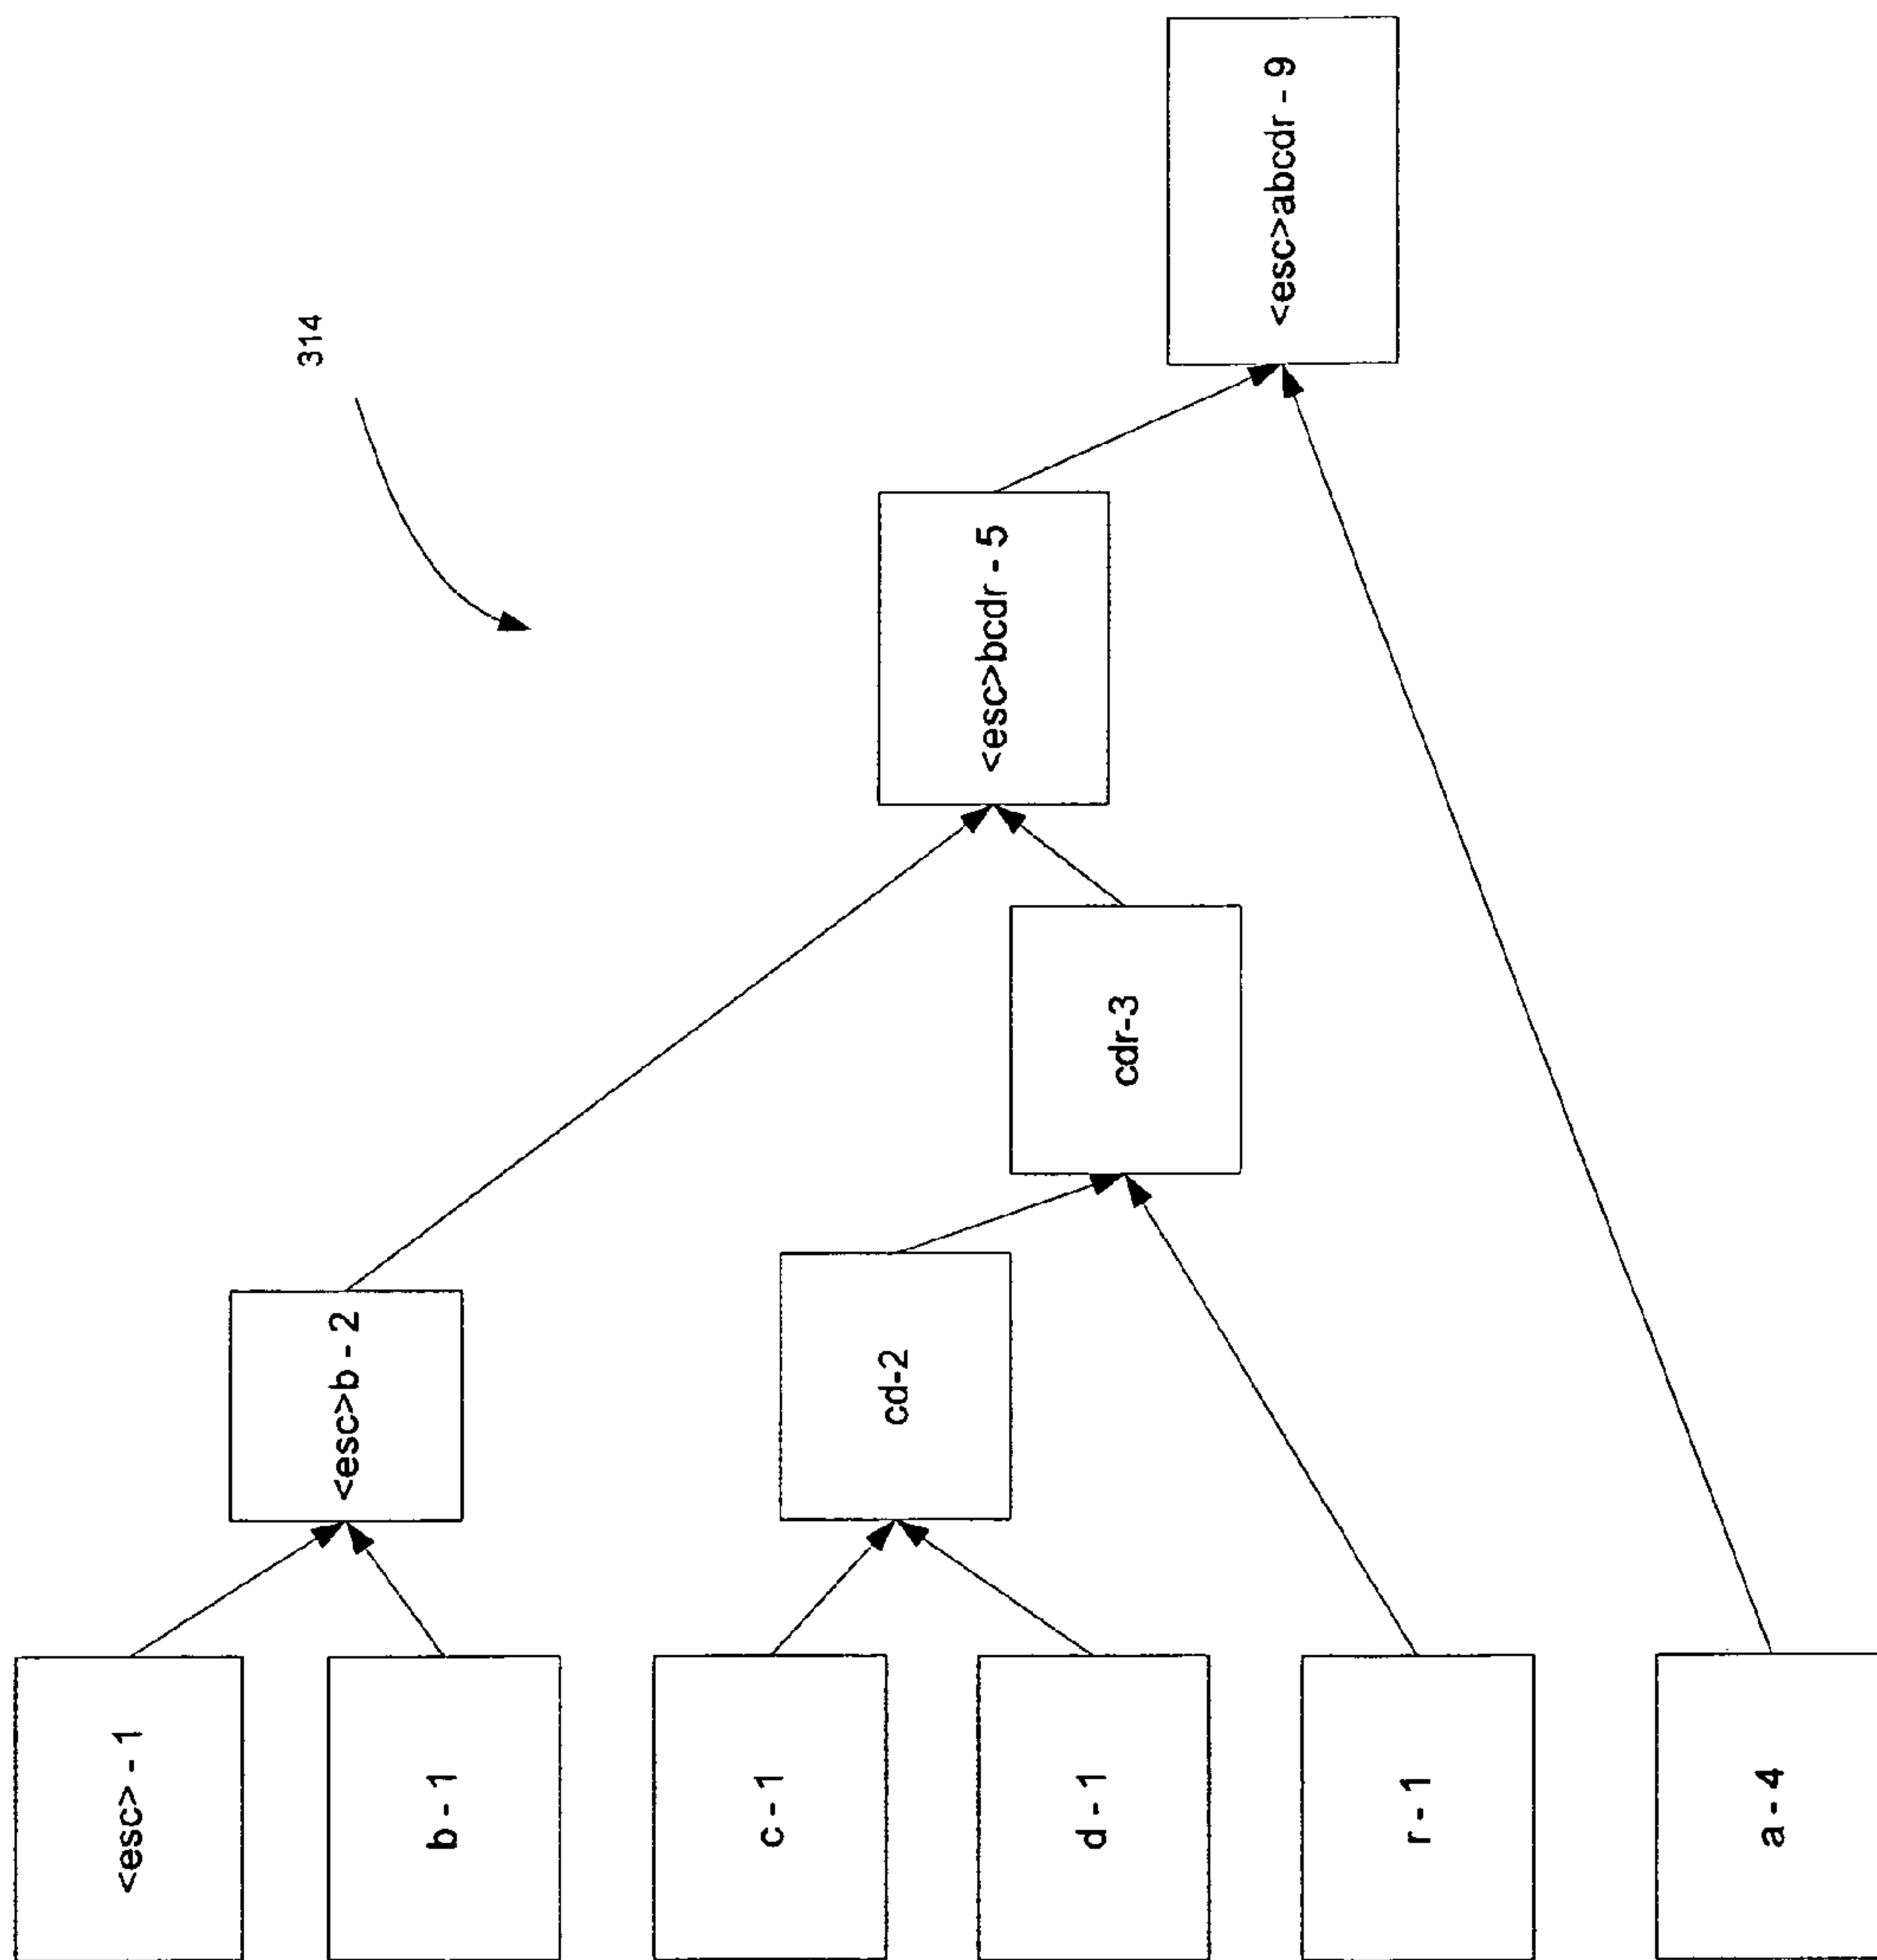 314
<esc>abcdr - 9
<esc>bcdr - 5
cdr-3
<esc>b - 2
cd-2
<esc> - 1
b - 1
c - 1
d - 1
r - 1
a - 4